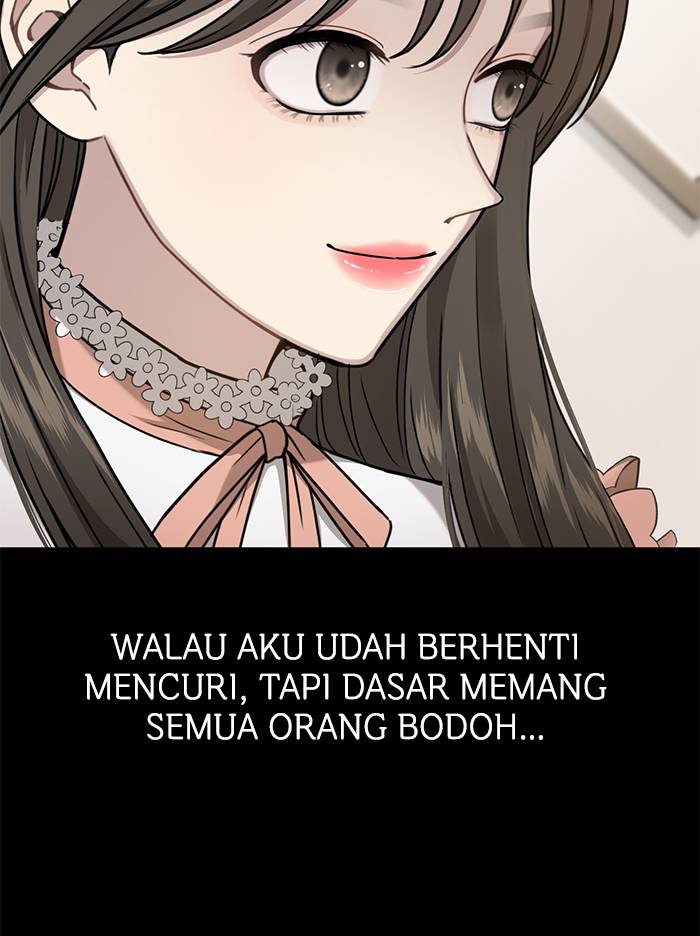 WALAU AKU UDAH BERHENTI
MENCURI, TAPI DASAR MEMANG
SEMUA ORANG BODOH...